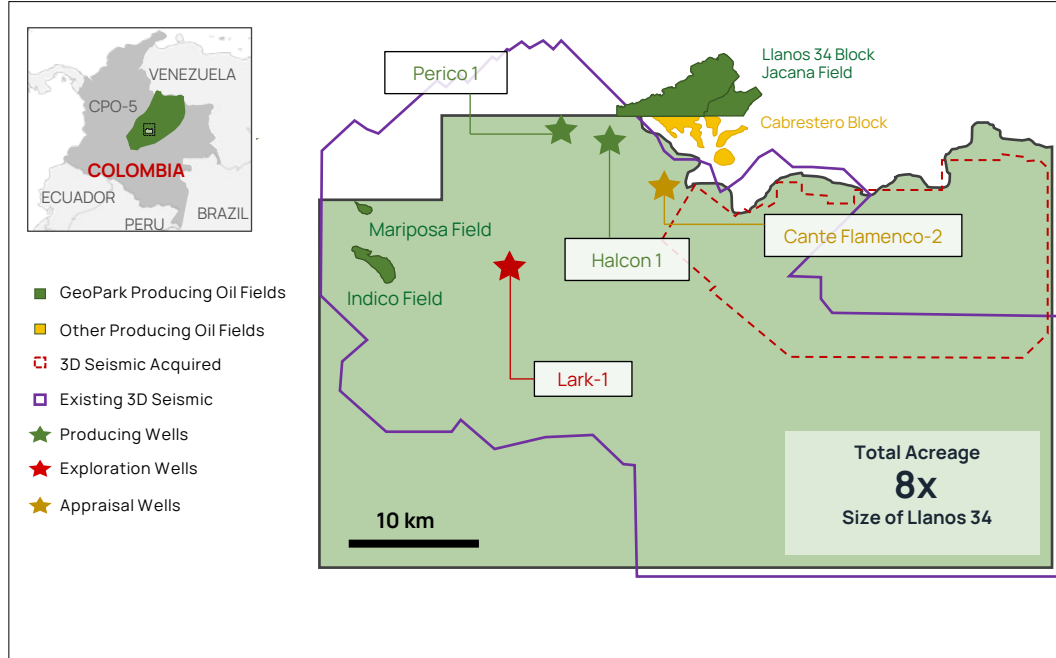 VENEZUELA
CPO-5
COLOMBIA
ECUADOR
PERU
BRAZIL
GeoPark Producing Oil Fields
Other Producing Oil Fields
3D Seismic Acquired
Existing 3D Seismic
Producing Wells
Exploration Wells
Appraisal Wells
Perico 1
Llanos 34 Block
Jacana Field
Cabrestero Block
Mariposa Field
Indico Field
Halcon 1
Cante Flamenco-2
Lark-1
10 km
Total Acreage
8x
Size of Llanos 34